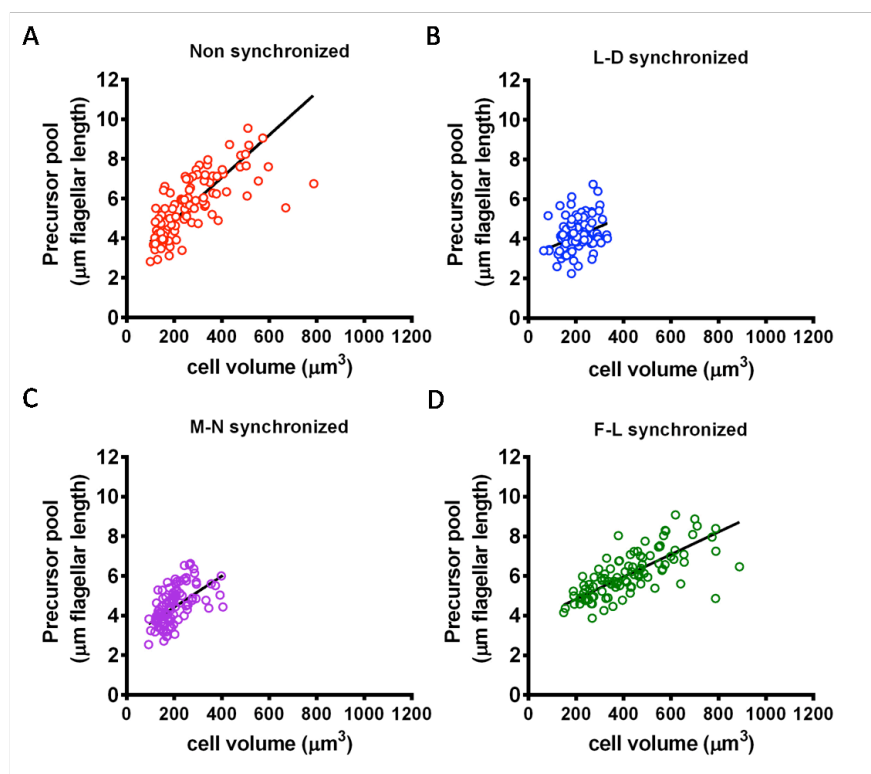 A
Non synchronized
12
10
8
6
4
2
0
Precursor pool
(μm flagellar length)
0 200 400 600 800 1000 1200
cell volume (μm³)
B
L-D synchronized
12
10
8
6
4
2
0
Precursor pool
(μm flagellar length)
0 200 400 600 800 1000 1200
cell volume (μm³)
C
M-N synchronized
12
10
8
6
4
2
0
Precursor pool
(μm flagellar length)
0 200 400 600 800 1000 1200
cell volume (μm³)
D
F-L synchronized
12
10
8
6
4
2
0
Precursor pool
(μm flagellar length)
0 200 400 600 800 1000 1200
cell volume (μm³)